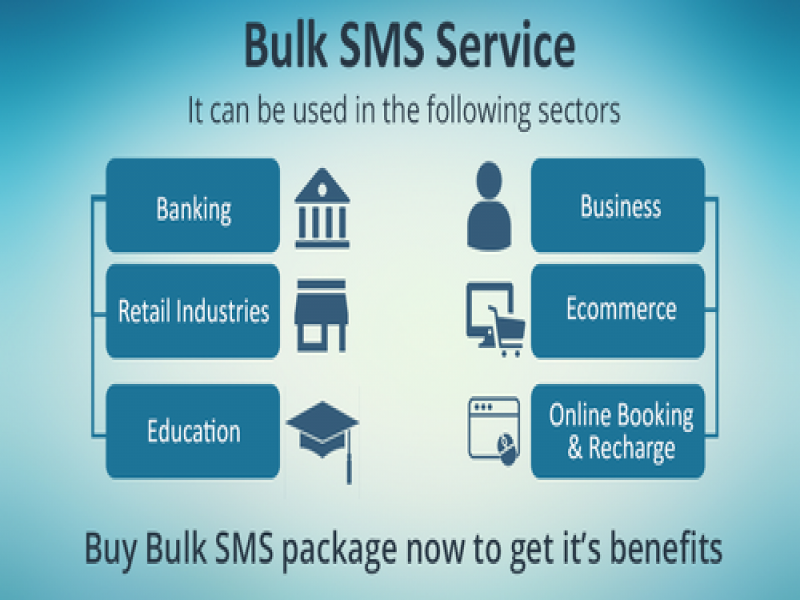 Bulk SMS Service
It can be used in the following sectors
Banking
Retail Industries
Education
Business
Ecommerce
Online Booking
& Recharge
Buy Bulk SMS package now to get it's benefits